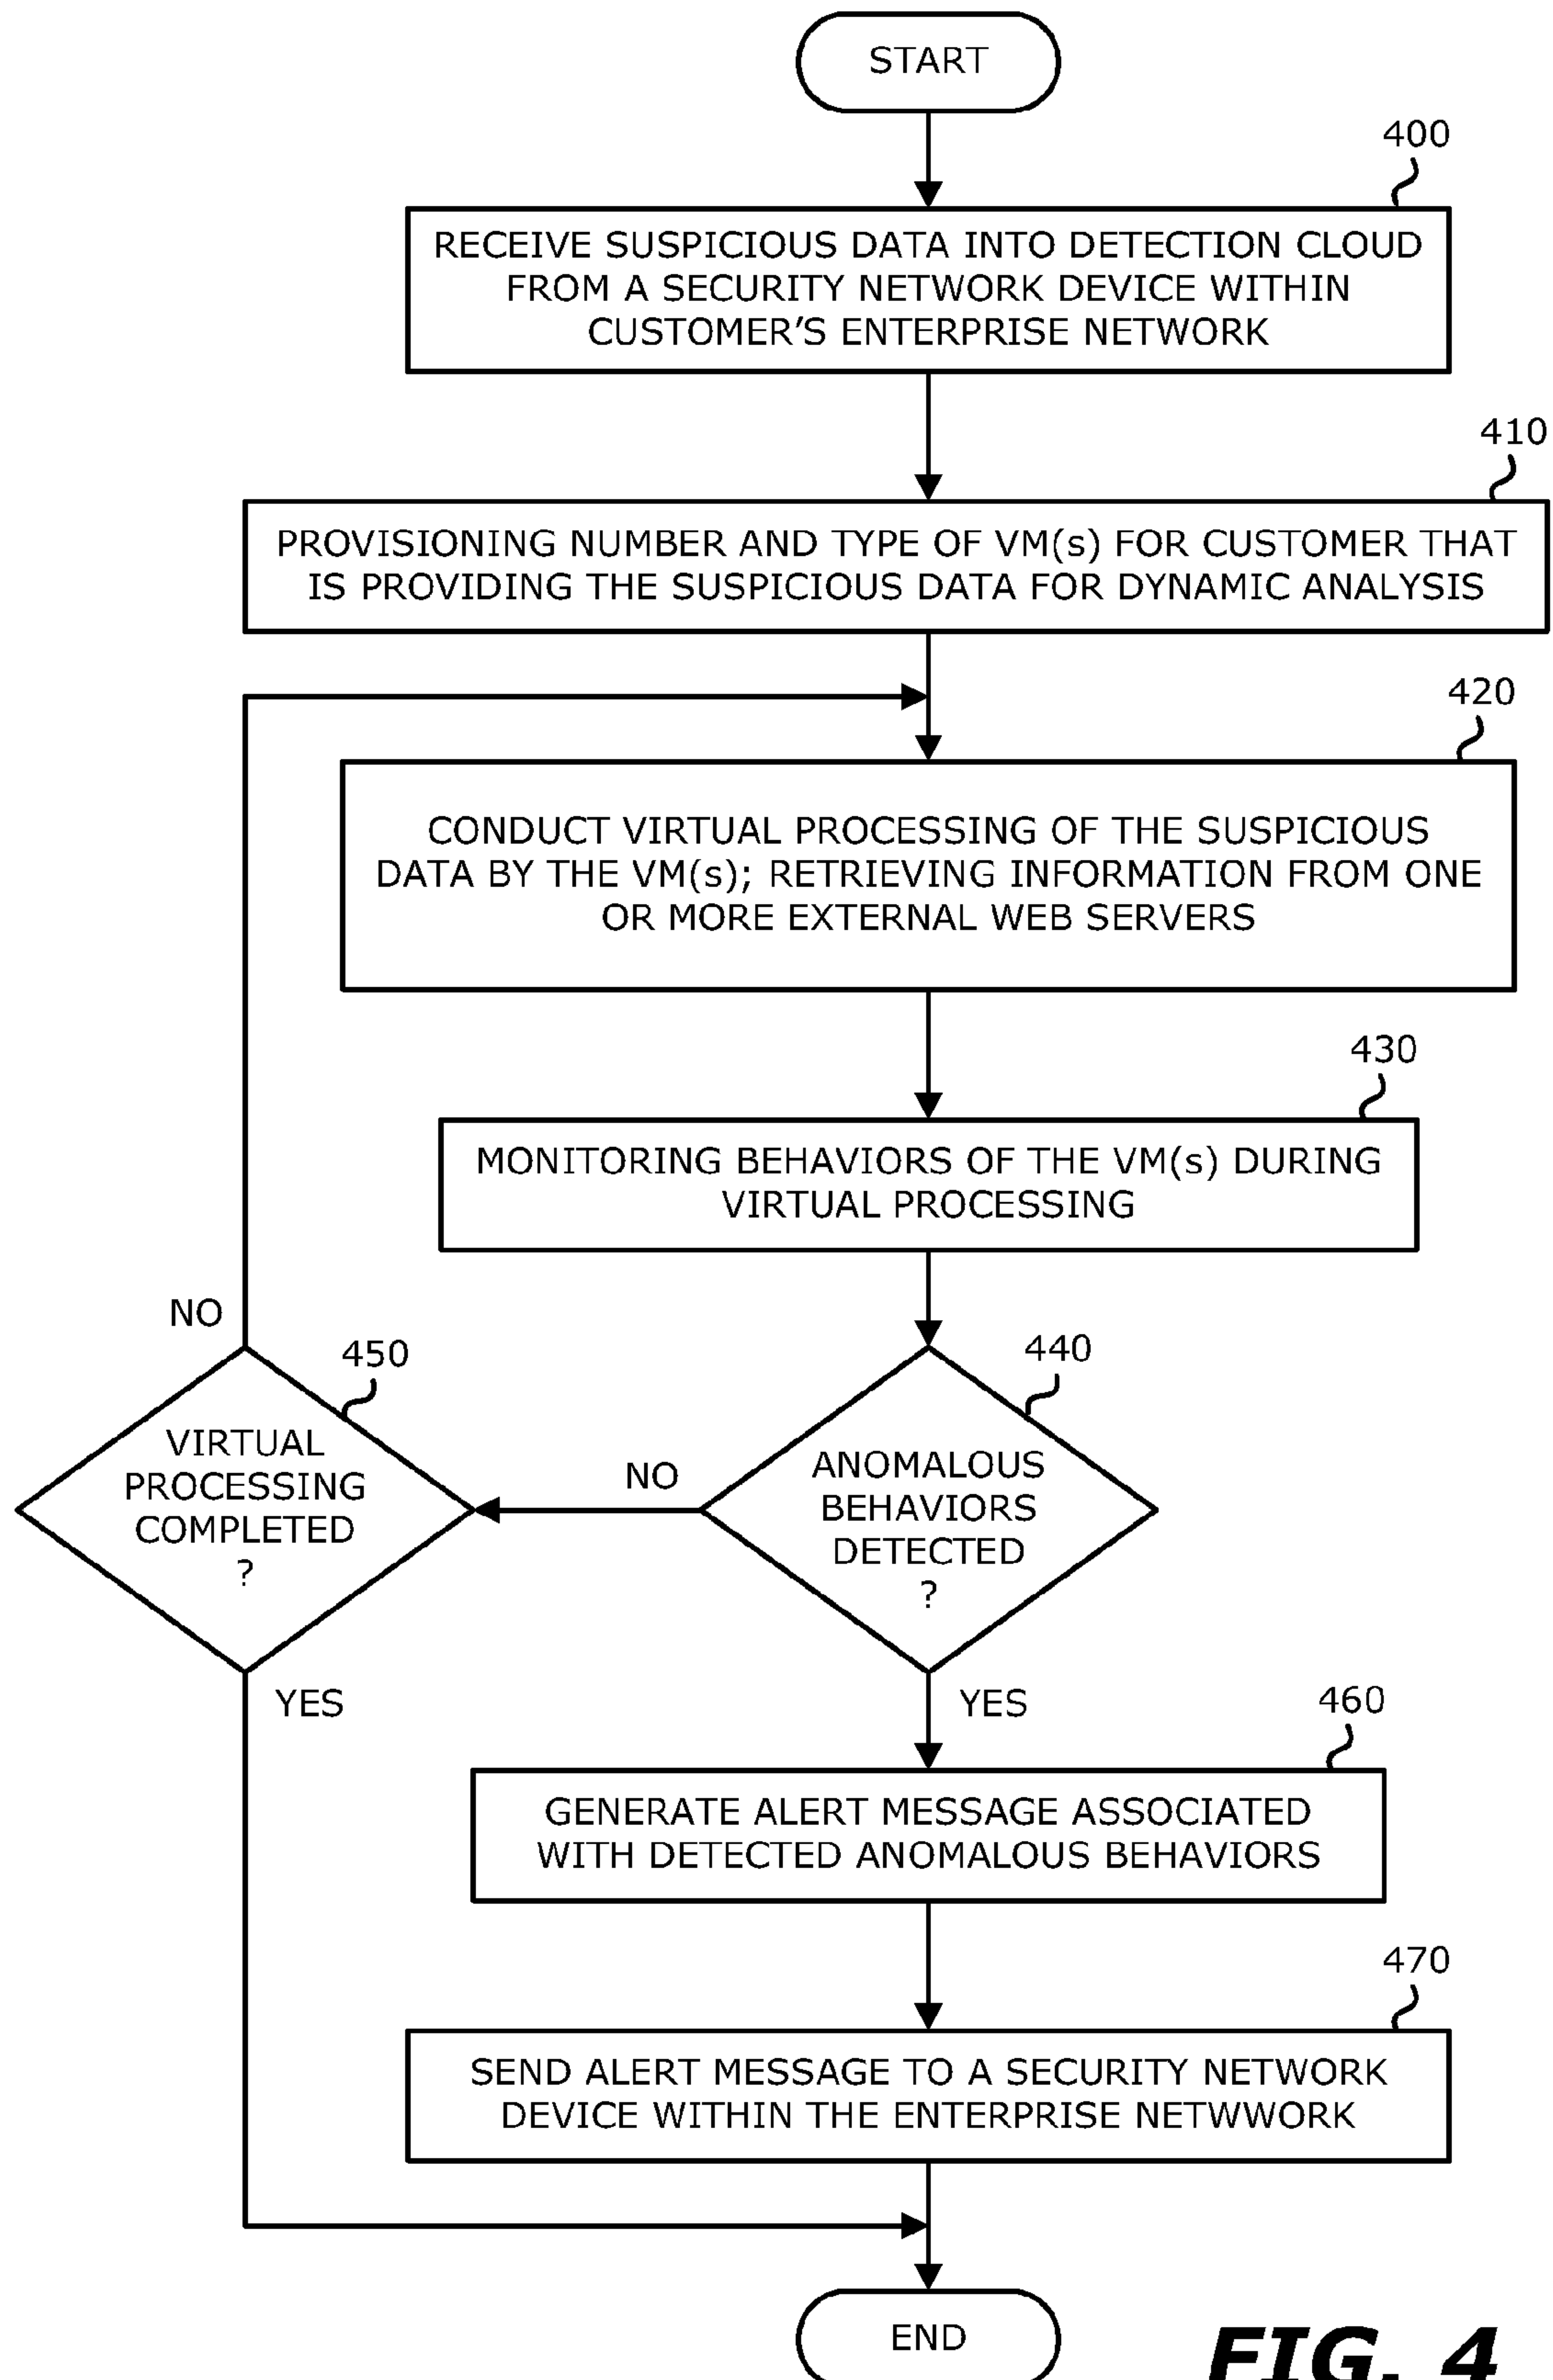 START
400
RECEIVE SUSPICIOUS DATA INTO DETECTION CLOUD
FROM A SECURITY NETWORK DEVICE WITHIN
CUSTOMER'S ENTERPRISE NETWORK
410
PROVISIONING NUMBER AND TYPE OF VM(s) FOR CUSTOMER THAT
IS PROVIDING THE SUSPICIOUS DATA FOR DYNAMIC ANALYSIS
420
CONDUCT VIRTUAL PROCESSING OF THE SUSPICIOUS
DATA BY THE VM(s); RETRIEVING INFORMATION FROM ONE
OR MORE EXTERNAL WEB SERVERS
430
MONITORING BEHAVIORS OF THE VM(s) DURING
VIRTUAL PROCESSING
NO
450
VIRTUAL
PROCESSING
COMPLETED
?
YES
NO
440
ANOMALOUS
BEHAVIORS
DETECTED
?
YES
460
GENERATE ALERT MESSAGE ASSOCIATED
WITH DETECTED ANOMALOUS BEHAVIORS
470
SEND ALERT MESSAGE TO A SECURITY NETWORK
DEVICE WITHIN THE ENTERPRISE NETWWORK
END
FIG. 4